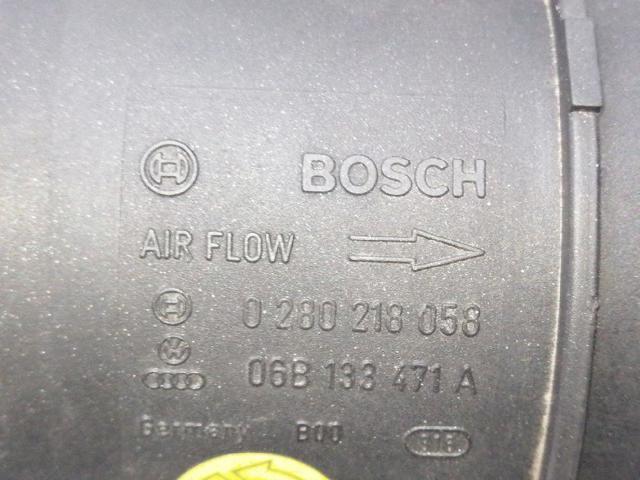 BOSCH
AIR FLOW
0 280 218 058
06B 133 471 A
Germany B00